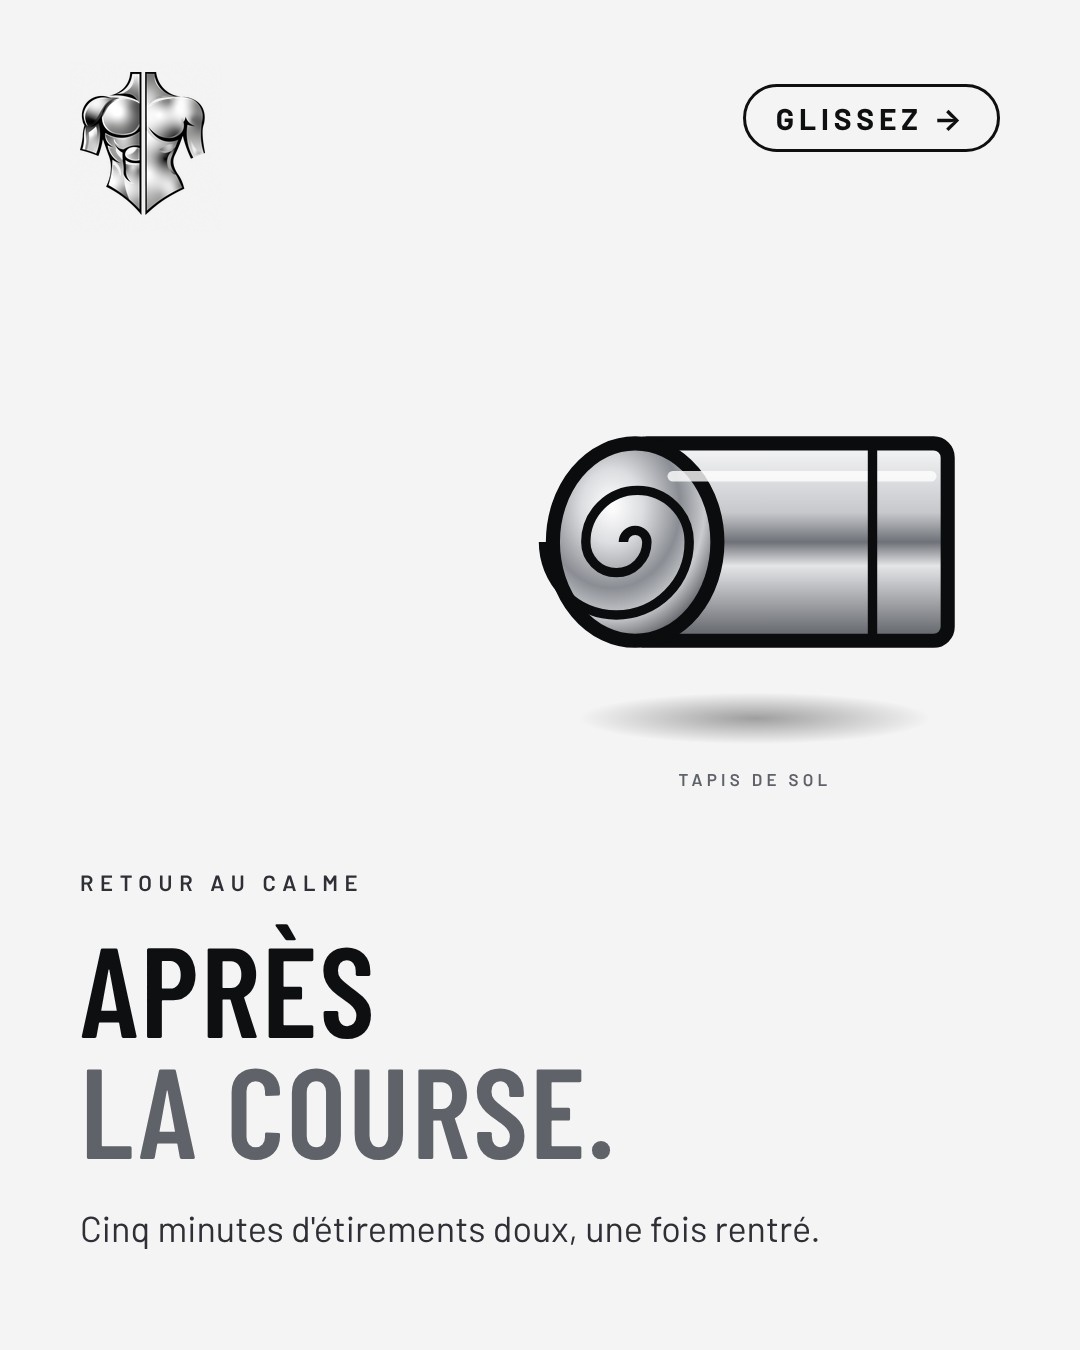 GLISSEZ →
TAPIS DE SOL
RETOUR AU CALME
APRÈS
LA COURSE.
Cinq minutes d'étirements doux, une fois rentré.